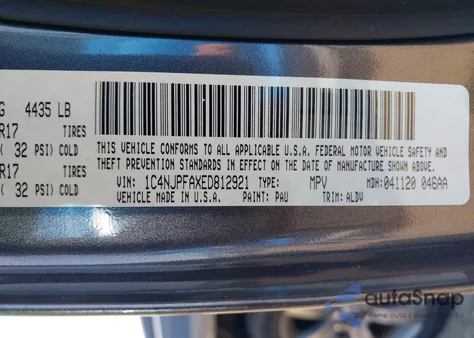 G 4435 LB
R17 TIRES
( 32 PSI) COLD
R17 TIRES
( 32 PSI) COLD
THIS VEHICLE CONFORMS TO ALL APPLICABLE U.S.A. FEDERAL MOTOR VEHICLE SAFETY AND
THEFT PREVENTION STANDARDS IN EFFECT ON THE DATE OF MANUFACTURE SHOWN ABOVE.
VIN: 1C4NJPFAXED812921 TYPE: MPV MDH:041120 046AA
VEHICLE MADE IN U.S.A. PAINT: PAU TRIM: ALDV
autoSnap